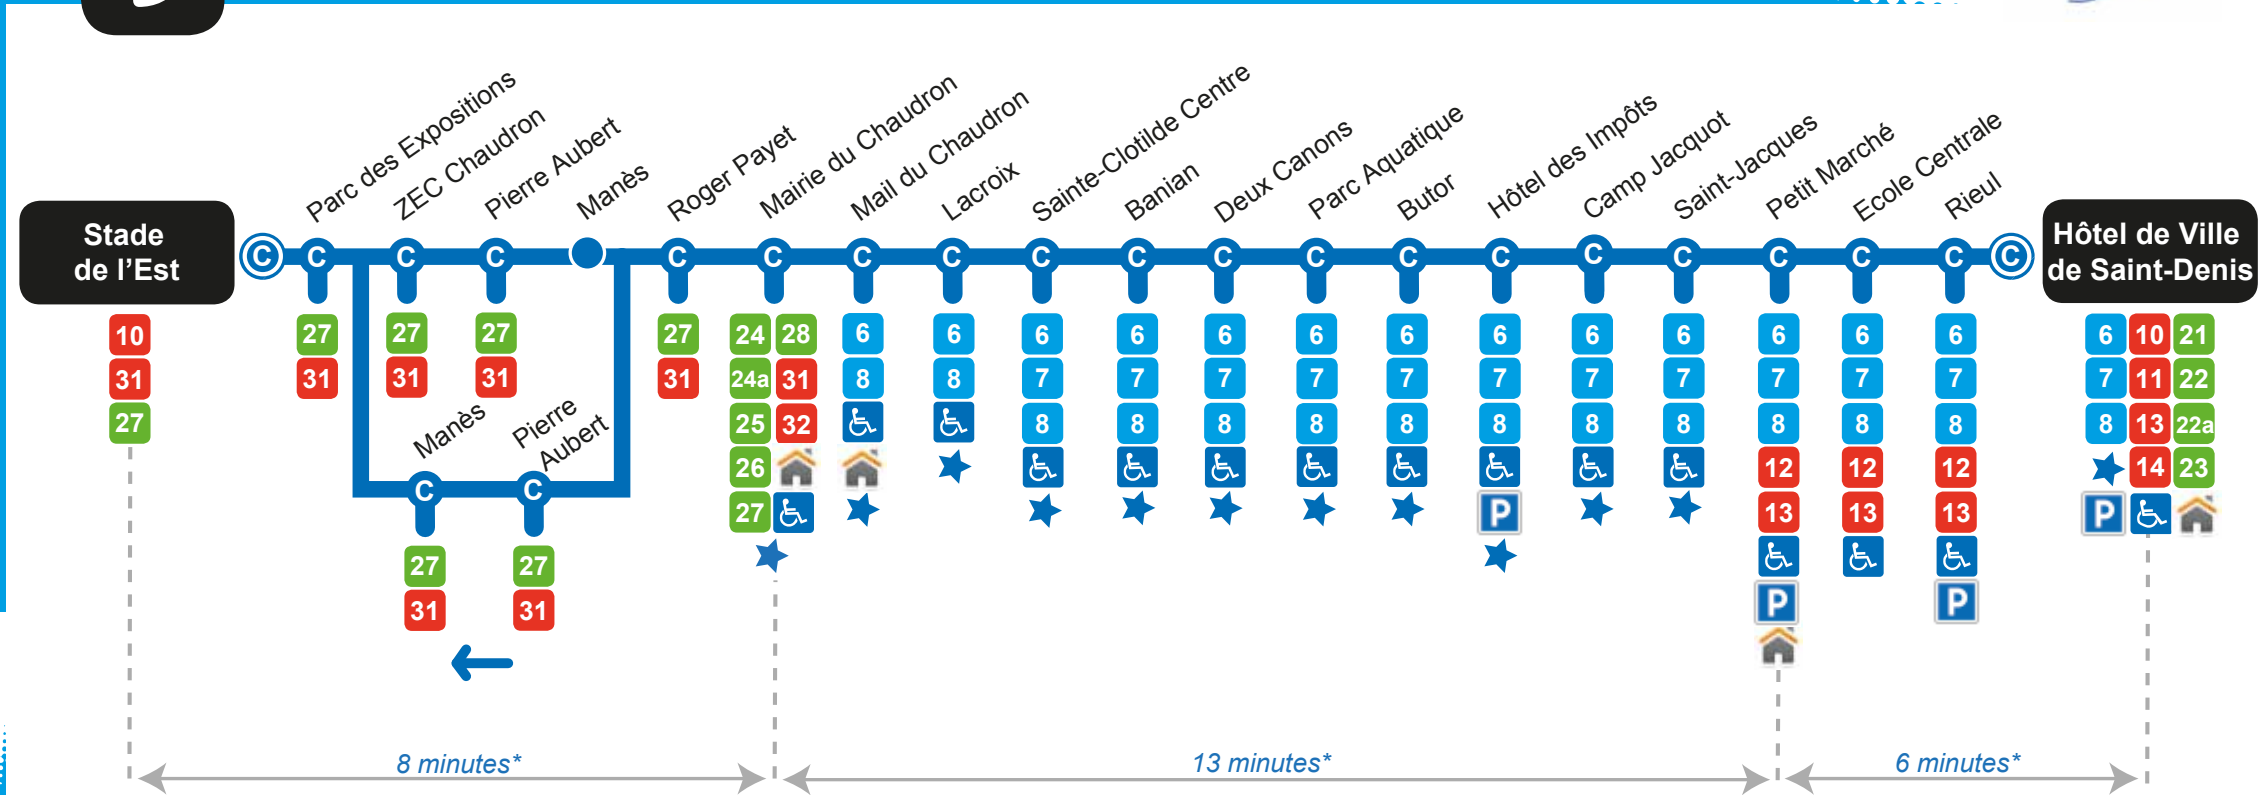 Parc des Expositions
ZEC Chaudron
Pierre Aubert
Manès
Roger Payet
Mairie du Chaudron
Mail du Chaudron
Lacroix
Sainte-Clotilde Centre
Banian
Deux Canons
Parc Aquatique
Butor
Hôtel des Impôts
Camp Jacquot
Saint-Jacques
Petit Marché
Ecole Centrale
Rieul
Stade
de l'Est
Hôtel de Ville
de Saint-Denis
C C C C C C C C C C C C C C C C C C C C
10 27 27 27 27 24 28 6 6 6 6 6 6 6 6 6 6 6 6 6 6 10 21
31 31 31 31 31 24a 31 8 8 7 7 7 7 7 7 7 7 7 7 7 7 11 22
27 25 32 8 8 8 8 8 8 8 8 8 8 8 8 13 22a
26 12 12 12 14 23
27 P 13 13 13 P
Manès
Pierre
Aubert
C C
27 27
31 31
P P
8 minutes*
13 minutes*
6 minutes*